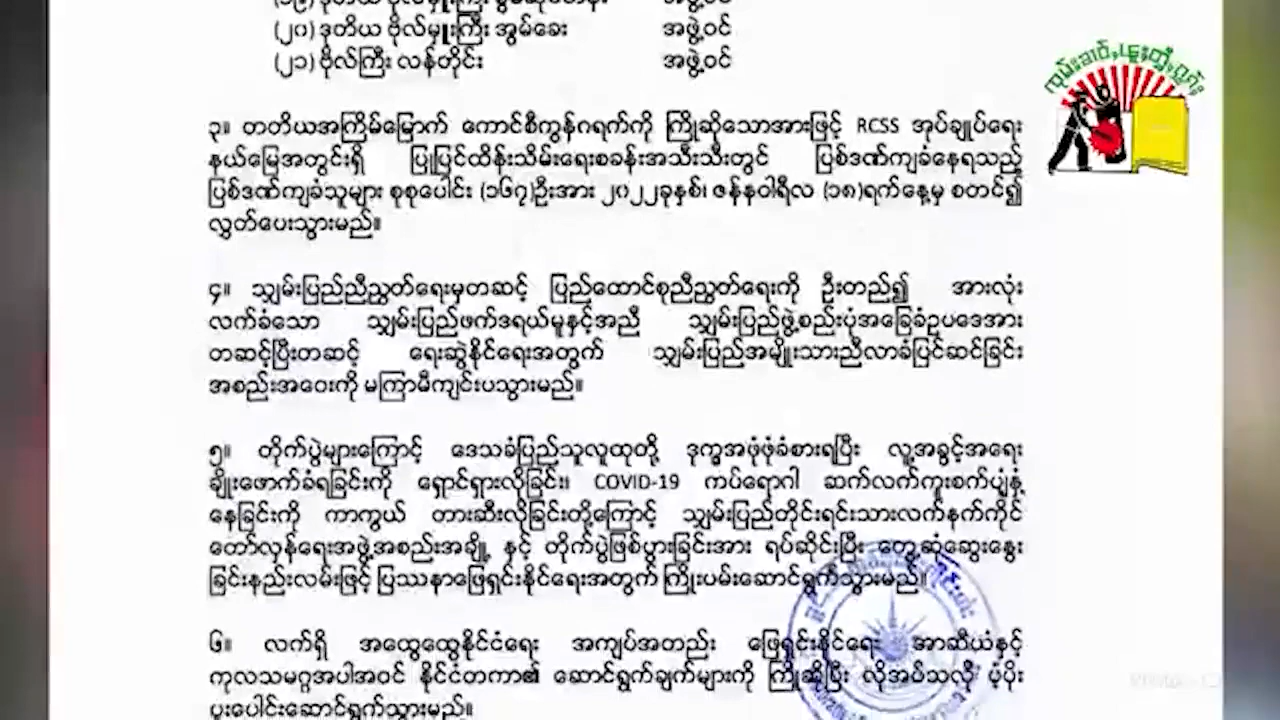 (၂၀) ဒုတိယ ဗိုလ်မှူးကြီး အွမ်ခေး အဖွဲ့ဝင်
(၂၁) ဗိုလ်ကြီး လန်တိုင်း အဖွဲ့ဝင်
၃။ တတိယအကြိမ်မြောက် ကောင်စီကွန်ဂရက်ကို ကြိုဆိုသောအားဖြင့် RCSS အုပ်ချုပ်ရေး
နယ်မြေအတွင်းရှိ ပြုပြင်ထိန်းသိမ်းရေးစခန်းအသီးသီးတွင် ပြစ်ဒဏ်ကျခံနေရသည့်
ပြစ်ဒဏ်ကျခံသူများ စုစုပေါင်း (၁၆၇)ဦးအား ၂၀၂၂ခုနှစ်၊ ဇန်နဝါရီလ (၁၈)ရက်နေ့မှ စတင်၍
လွှတ်ပေးသွားမည်။
၄။ သျှမ်းပြည်ညီညွတ်ရေးမှတဆင့် ပြည်ထောင်စုညီညွတ်ရေးကို ဦးတည်၍ အားလုံး
လက်ခံသော သျှမ်းပြည်ဖက်ဒရယ်မူနှင့်အညီ သျှမ်းပြည်ဖွဲ့စည်းပုံအခြေခံဥပဒေအား
တဆင့်ပြီးတဆင့် ရေးဆွဲနိုင်ရေးအတွက် သျှမ်းပြည်အမျိုးသားညီလာခံပြင်ဆင်ခြင်း
အစည်းအဝေးကို မကြာမီကျင်းပသွားမည်။
၅။ တိုက်ပွဲများကြောင့် ဒေသခံပြည်သူလူထုတို့ ဒုက္ခအဖုံဖုံခံစားရပြီး လူ့အခွင့်အရေး
ချိုးဖောက်ခံရခြင်းကို ရှောင်ရှားလိုခြင်း၊ COVID-19 ကပ်ရောဂါ ဆက်လက်ကူးစက်ပျံ့နှံ့
နေခြင်းကို ကာကွယ် တားဆီးလိုခြင်းတို့ကြောင့် သျှမ်းပြည်တိုင်းရင်းသားလက်နက်ကိုင်
တော်လှန်ရေးအဖွဲ့အစည်းအချို့ နှင့် တိုက်ပွဲဖြစ်ပွားခြင်းအား ရပ်ဆိုင်းပြီး တွေ့ဆုံဆွေးနွေး
ခြင်းနည်းလမ်းဖြင့် ပြဿနာဖြေရှင်းနိုင်ရေးအတွက် ကြိုးပမ်းဆောင်ရွက်သွားမည်။
၆။ လက်ရှိ အထွေထွေနိုင်ငံရေး အကျပ်အတည်း ဖြေရှင်းနိုင်ရေး အာဆီယံနှင့်
ကုလသမဂ္ဂအပါအဝင် နိုင်ငံတကာ၏ ဆောင်ရွက်ချက်များကို ကြိုဆိုပြီး လိုအပ်သလို ပံ့ပိုး
ပူးပေါင်းဆောင်ရွက်သွားမည်။